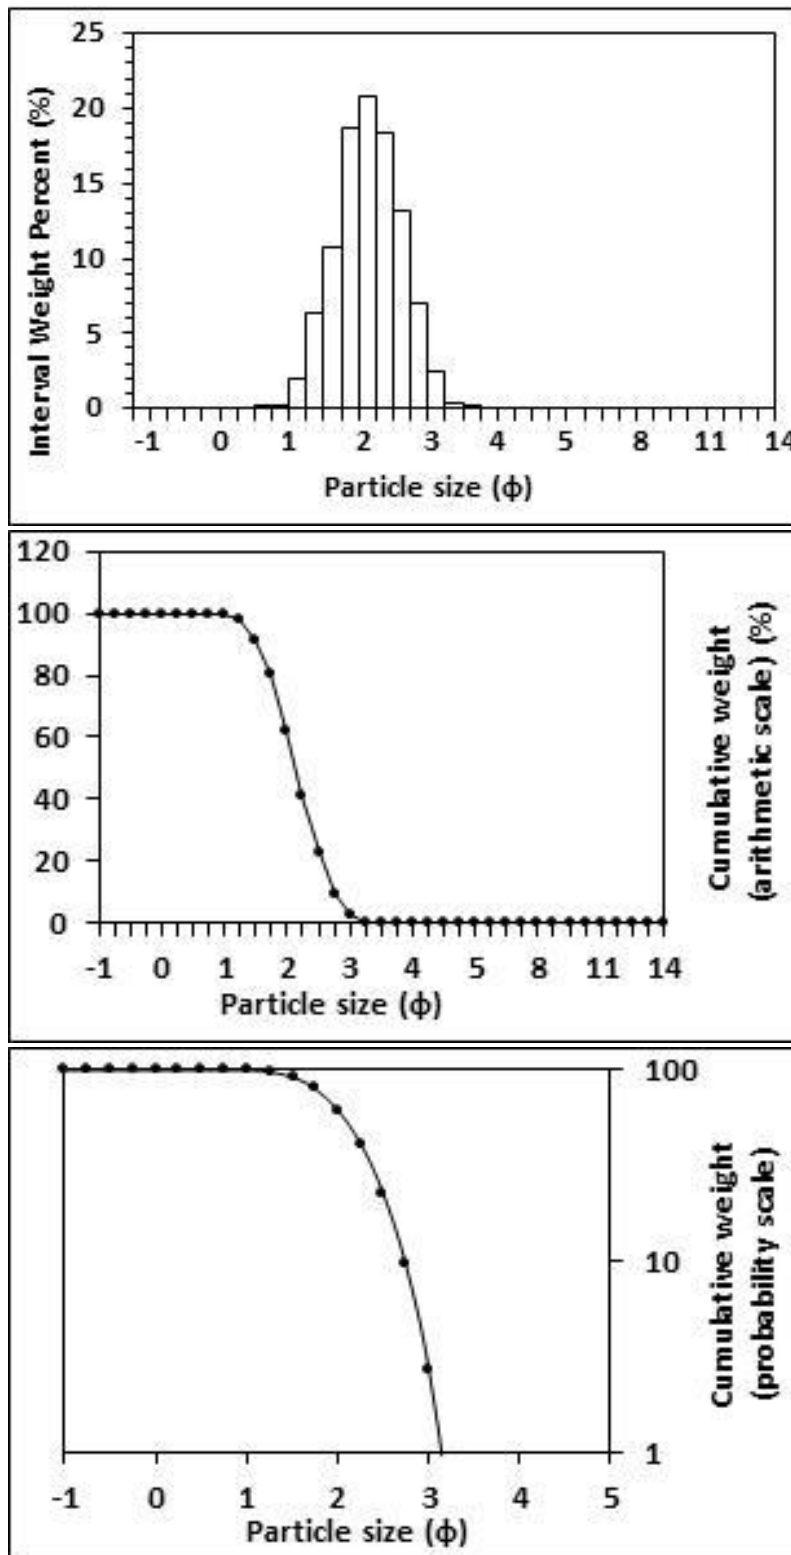 25
20
15
10
5
0
Interval Weight Percent (%)
-1 0 1 2 3 4 5 8 11 14
Particle size (ϕ)
120
100
80
60
40
20
0
Cumulative weight
(arithmetic scale) (%)
-1 0 1 2 3 4 5 8 11 14
Particle size (ϕ)
100
10
1
Cumulative weight
(probability scale)
-1 0 1 2 3 4 5
Particle size (ϕ)